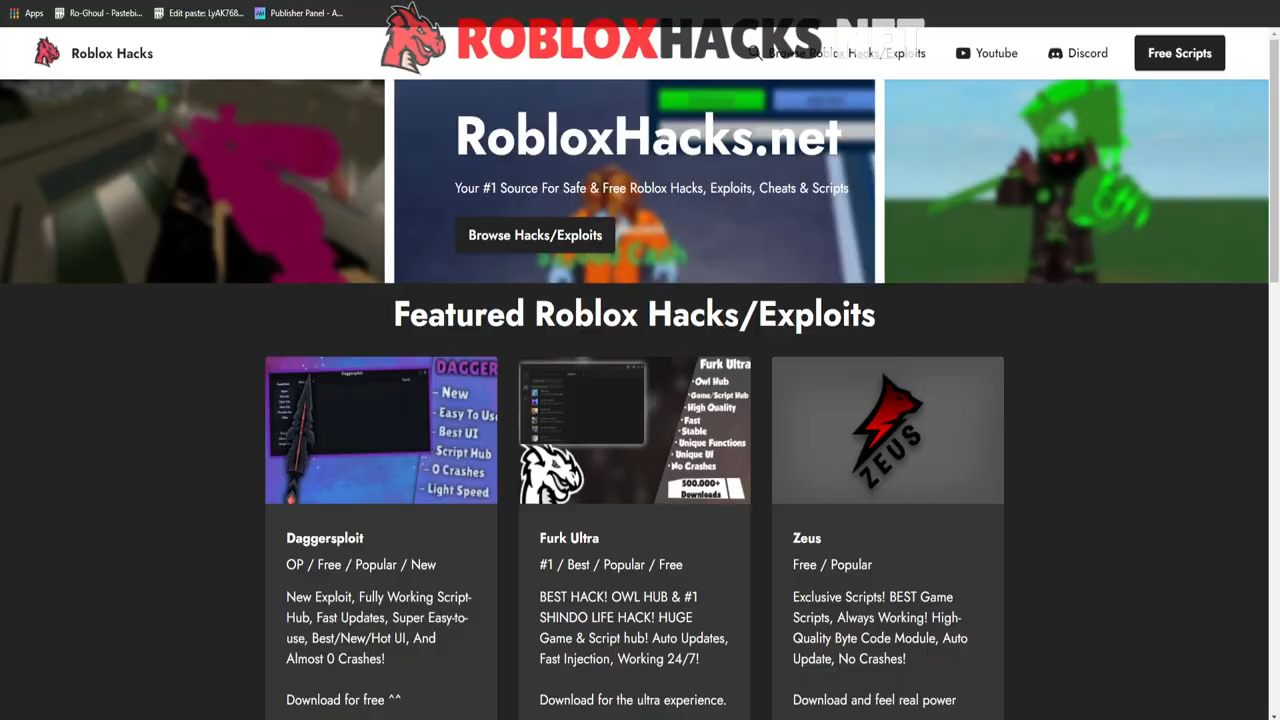 Apps
Ro-Ghoul - Pastebi...
Edit paste: LyAK768...
Publisher Panel - A...
ROBLOXHACKS.NET
Roblox Hacks
Browse Roblox Hacks/Exploits
Youtube
Discord
Free Scripts
RobloxHacks.net
Your #1 Source For Safe & Free Roblox Hacks, Exploits, Cheats & Scripts
Browse Hacks/Exploits
Featured Roblox Hacks/Exploits
DAGGER
– New
– Easy To Use
– Best UI
Script Hub
– 0 Crashes
– Light Speed
Daggersploit
OP / Free / Popular / New
New Exploit, Fully Working Script-
Hub, Fast Updates, Super Easy-to-
use, Best/New/Hot UI, And
Almost 0 Crashes!
Download for free ^^
Furk Ultra
· Owl Hub
· Game/Script hub
· High Quality
· Fast
· Stable
· Unique Functions
· Unique UI
· No Crashes
500.000+
Downloads
Furk Ultra
#1 / Best / Popular / Free
BEST HACK! OWL HUB & #1
SHINDO LIFE HACK! HUGE
Game & Script hub! Auto Updates,
Fast Injection, Working 24/7!
Download for the ultra experience.
ZEUS
Zeus
Free / Popular
Exclusive Scripts! BEST Game
Scripts, Always Working! High-
Quality Byte Code Module, Auto
Update, No Crashes!
Download and feel real power